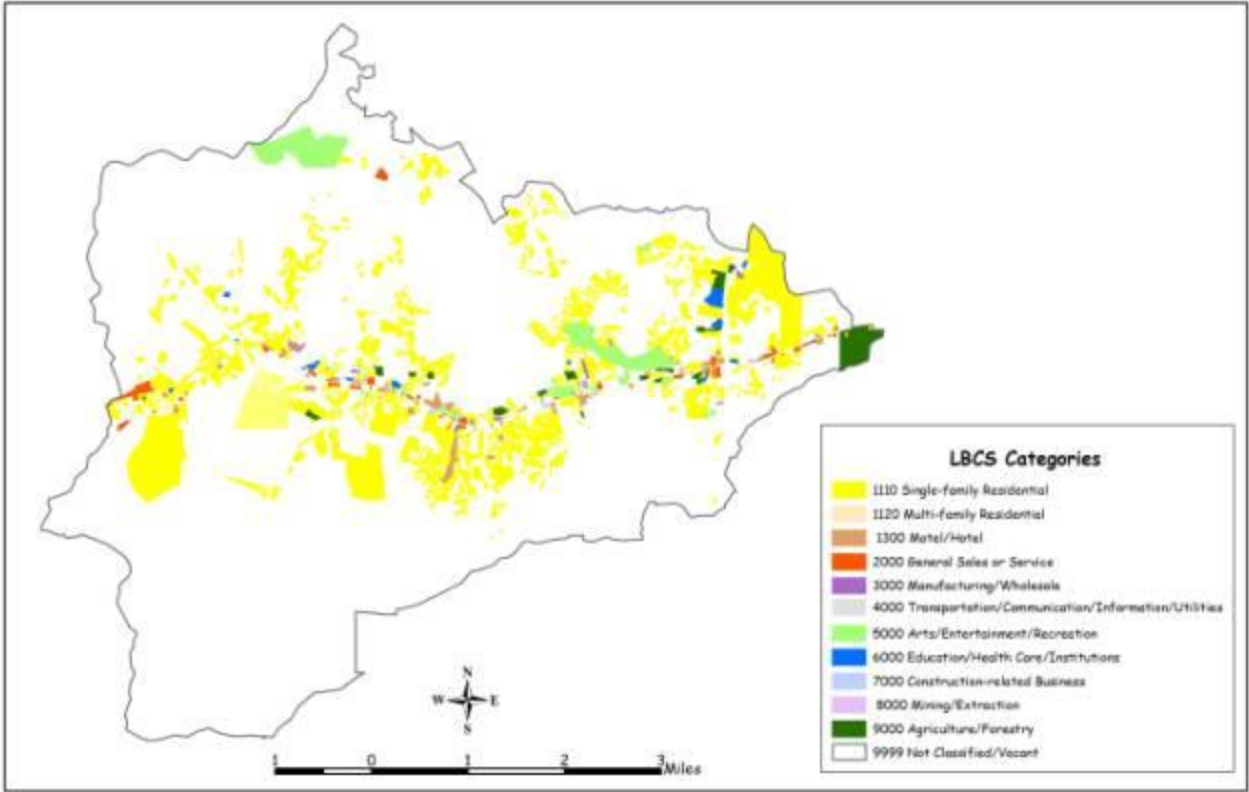 N
W E
S
1 0 1 2 3
Miles
LBCS Categories
1110 Single-family Residential
1120 Multi-family Residential
1300 Motel/Hotel
2000 General Sales or Service
3000 Manufacturing/Wholesale
4000 Transportation/Communication/Information/Utilities
5000 Arts/Entertainment/Recreation
6000 Education/Health Care/Institutions
7000 Construction-related Business
8000 Mining/Extraction
9000 Agriculture/Forestry
9999 Not Classified/Vacant